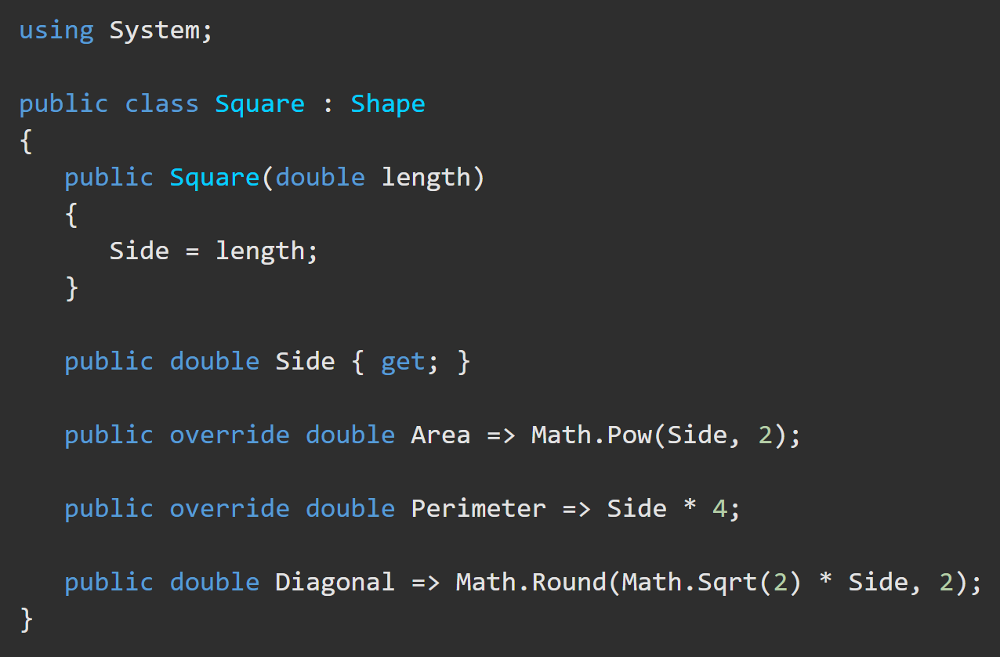 using System;
public class Square : Shape
{
   public Square(double length)
   {
      Side = length;
   }
   public double Side { get; }
   public override double Area => Math.Pow(Side, 2);
   public override double Perimeter => Side * 4;
   public double Diagonal => Math.Round(Math.Sqrt(2) * Side, 2);
}